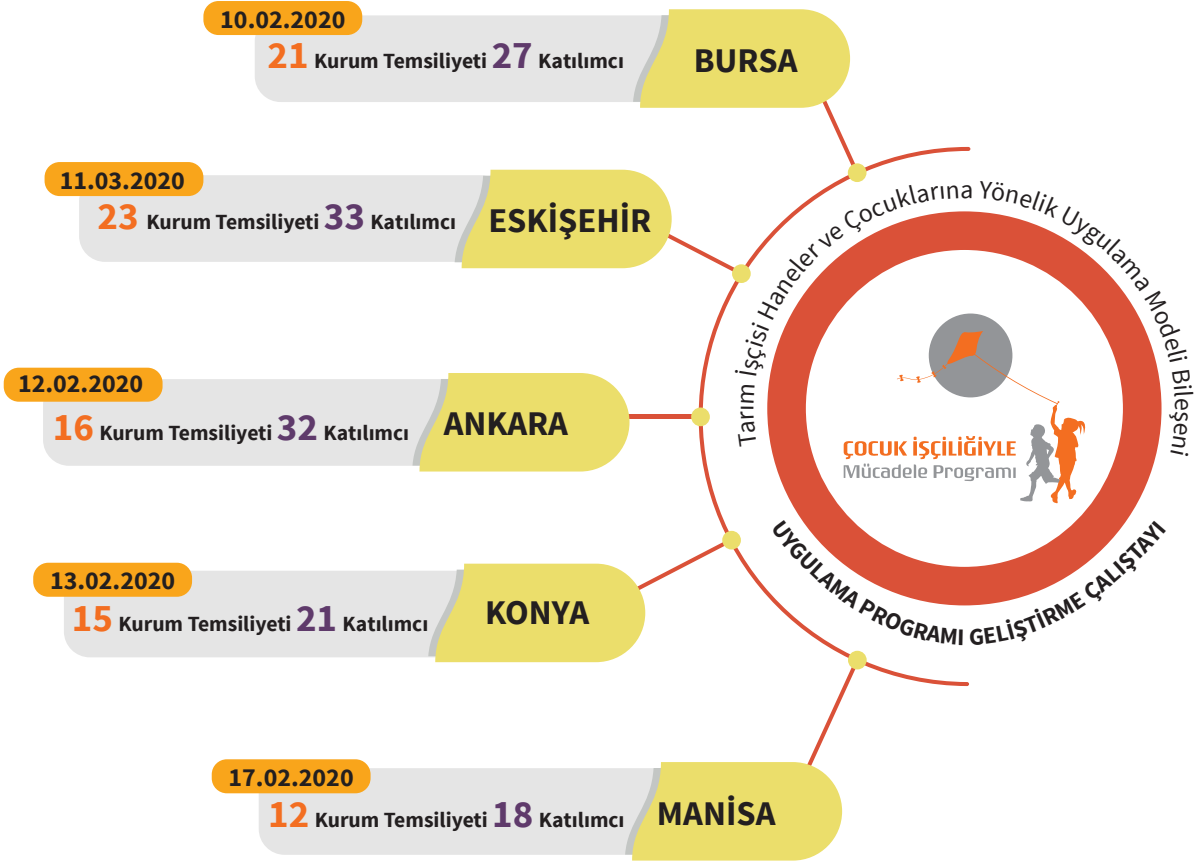 10.02.2020
21 Kurum Temsiliyeti 27 Katılımcı
BURSA
11.03.2020
23 Kurum Temsiliyeti 33 Katılımcı
ESKİŞEHİR
12.02.2020
16 Kurum Temsiliyeti 32 Katılımcı
ANKARA
13.02.2020
15 Kurum Temsiliyeti 21 Katılımcı
KONYA
17.02.2020
12 Kurum Temsiliyeti 18 Katılımcı
MANİSA
Tarım İşçisi Haneler ve Çocuklarına Yönelik Uygulama Modeli Bileşeni
ÇOCUK İŞÇİLİĞİYLE
Mücadele Programı
UYGULAMA PROGRAMI GELİŞTİRME ÇALIŞTAYI